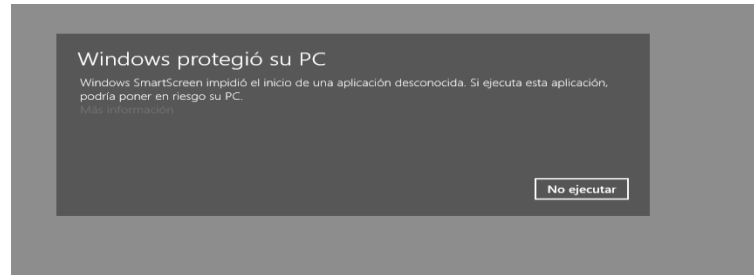 Windows protegió su PC
Windows SmartScreen impidió el inicio de una aplicación desconocida. Si ejecuta esta aplicación,
podría poner en riesgo su PC.
Más información
No ejecutar